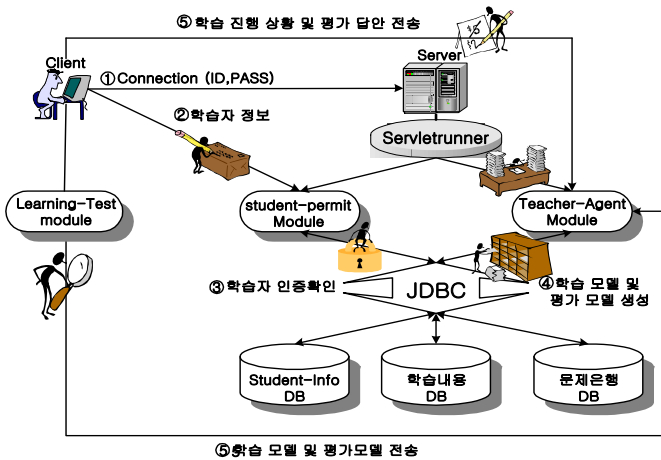 ⑤ 학습 진행 상황 및 평가 답안 전송
Client
Server
①Connection (ID,PASS)
②학습자 정보
Servletrunner
Learning-Test
module
student-permit
Module
Teacher-Agent
Module
③학습자 인증확인
JDBC
④학습 모델 및
평가 모델 생성
Student-Info
DB
학습내용
DB
문제은행
DB
⑤학습 모델 및 평가모델 전송